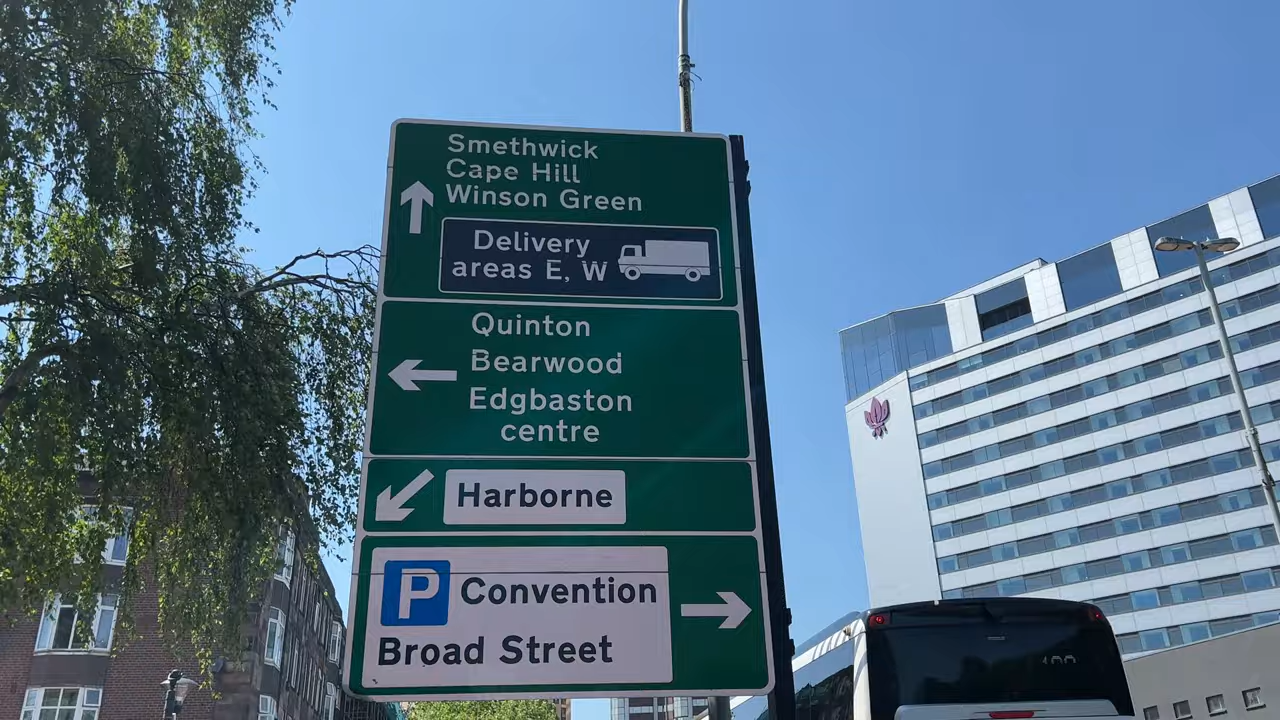 Smethwick
Cape Hill
Winson Green
Delivery
areas E, W
Quinton
Bearwood
Edgbaston
centre
Harborne
P Convention
Broad Street